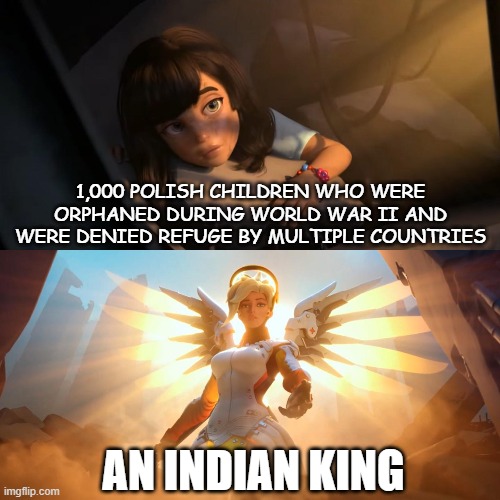 1,000 POLISH CHILDREN WHO WERE
ORPHANED DURING WORLD WAR II AND
WERE DENIED REFUGE BY MULTIPLE COUNTRIES
AN INDIAN KING
imgflip.com